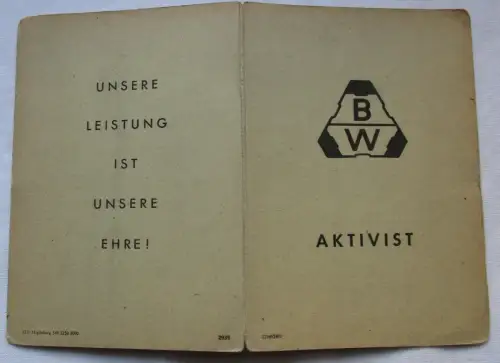 UNSERE
LEISTUNG
IST
UNSERE
EHRE!
B
W
AKTIVIST